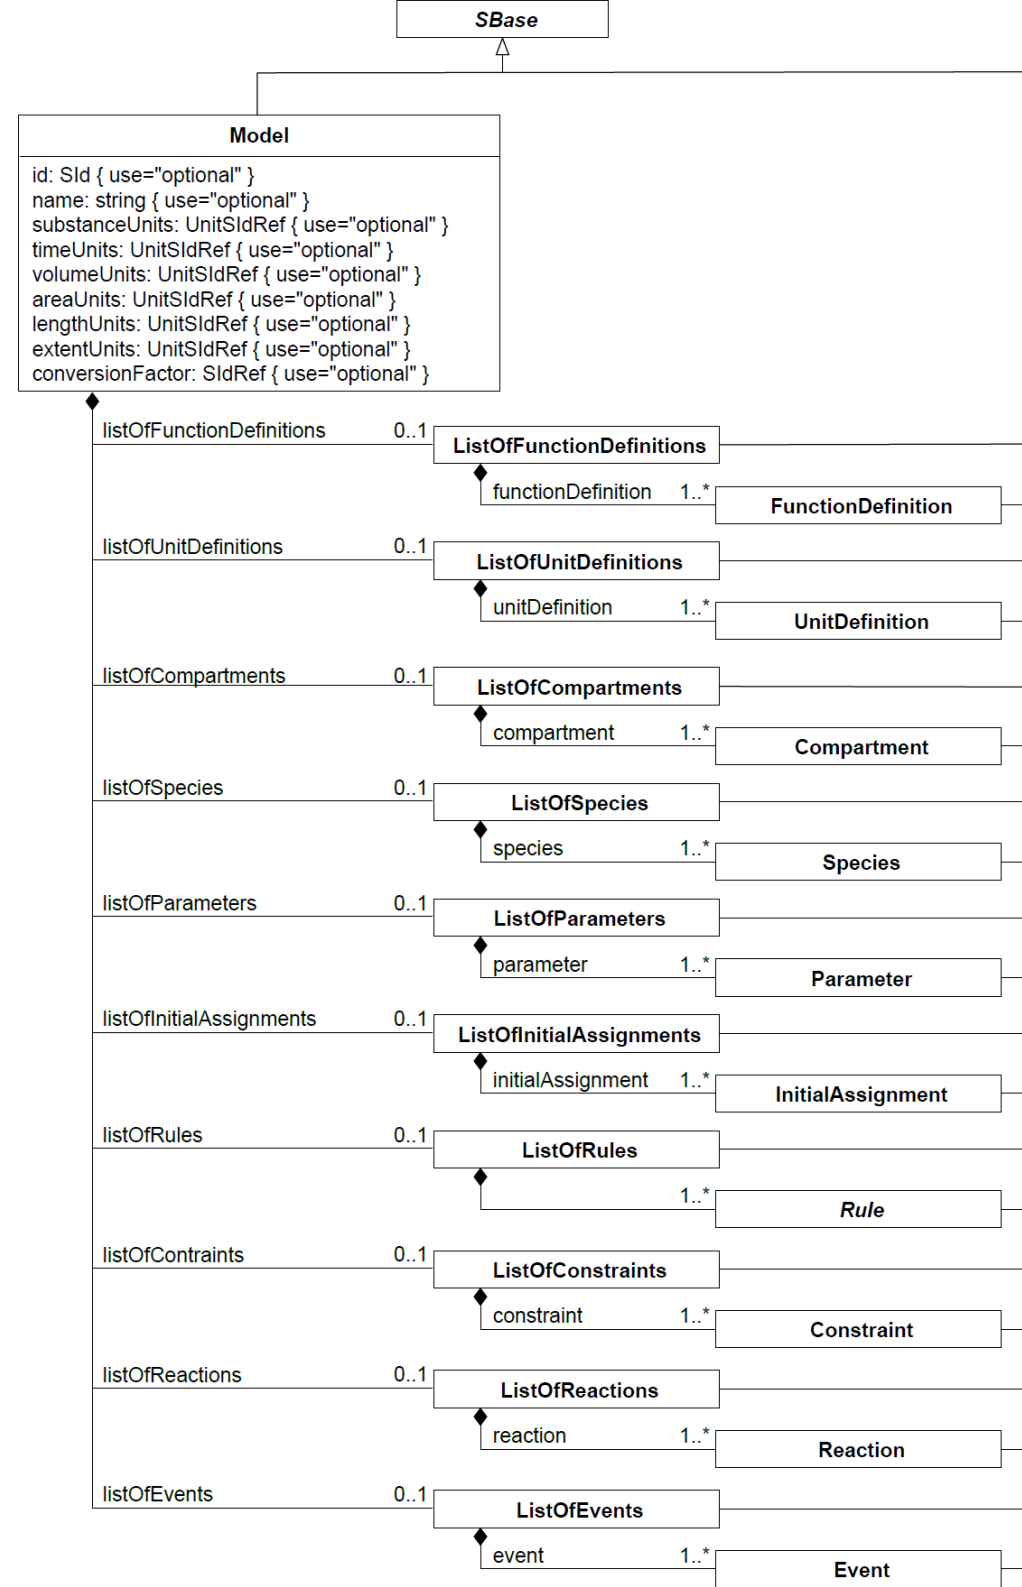 SBase
Model
id: SId { use="optional" }
name: string { use="optional" }
substanceUnits: UnitSIdRef { use="optional" }
timeUnits: UnitSIdRef { use="optional" }
volumeUnits: UnitSIdRef { use="optional" }
areaUnits: UnitSIdRef { use="optional" }
lengthUnits: UnitSIdRef { use="optional" }
extentUnits: UnitSIdRef { use="optional" }
conversionFactor: SIdRef { use="optional" }
listOfFunctionDefinitions 0..1 ListOfFunctionDefinitions
functionDefinition 1..* FunctionDefinition
listOfUnitDefinitions 0..1 ListOfUnitDefinitions
unitDefinition 1..* UnitDefinition
listOfCompartments 0..1 ListOfCompartments
compartment 1..* Compartment
listOfSpecies 0..1 ListOfSpecies
species 1..* Species
listOfParameters 0..1 ListOfParameters
parameter 1..* Parameter
listOfInitialAssignments 0..1 ListOfInitialAssignments
initialAssignment 1..* InitialAssignment
listOfRules 0..1 ListOfRules
1..* Rule
listOfContraints 0..1 ListOfConstraints
constraint 1..* Constraint
listOfReactions 0..1 ListOfReactions
reaction 1..* Reaction
listOfEvents 0..1 ListOfEvents
event 1..* Event